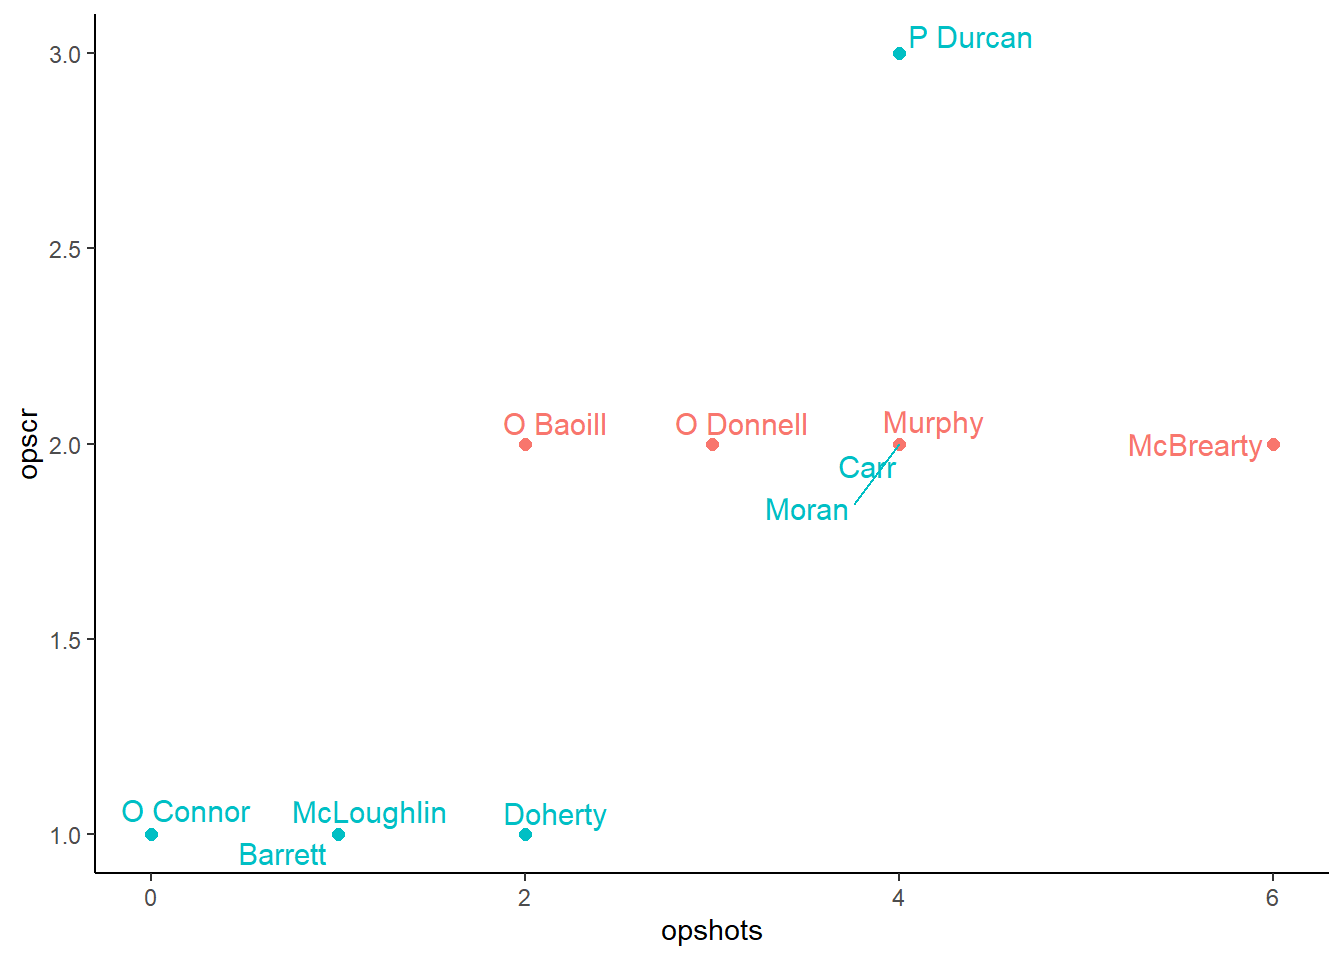 3.0
P Durcan
2.5
opscr
2.0
O Baoill
O Donnell
Murphy
McBrearty
Carr
Moran
1.5
1.0
O Connor
McLoughlin
Doherty
Barrett
0 2 4 6
opshots